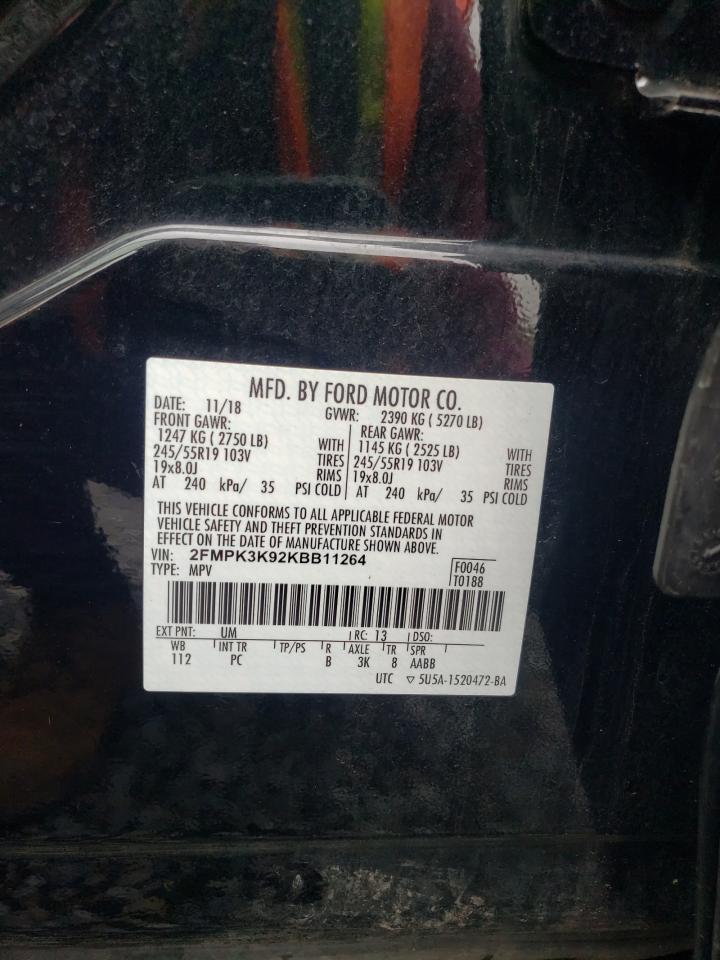 MFD. BY FORD MOTOR CO.
DATE: 11/18 GVWR: 2390 KG ( 5270 LB)
FRONT GAWR: REAR GAWR:
1247 KG ( 2750 LB) WITH 1145 KG ( 2525 LB) WITH
245/55R19 103V TIRES 245/55R19 103V TIRES
19x8.0J RIMS 19x8.0J RIMS
AT 240 kPa/ 35 PSI COLD AT 240 kPa/ 35 PSI COLD
THIS VEHICLE CONFORMS TO ALL APPLICABLE FEDERAL MOTOR
VEHICLE SAFETY AND THEFT PREVENTION STANDARDS IN
EFFECT ON THE DATE OF MANUFACTURE SHOWN ABOVE.
VIN: 2FMPK3K92KBB11264 F0046
TYPE: MPV T0188
EXT PNT: UM RC: 13 DSO:
WB INT TR TP/PS R AXLE TR SPR
112 PC B 3K 8 AABB
UTC ▽ 5U5A-1520472-BA